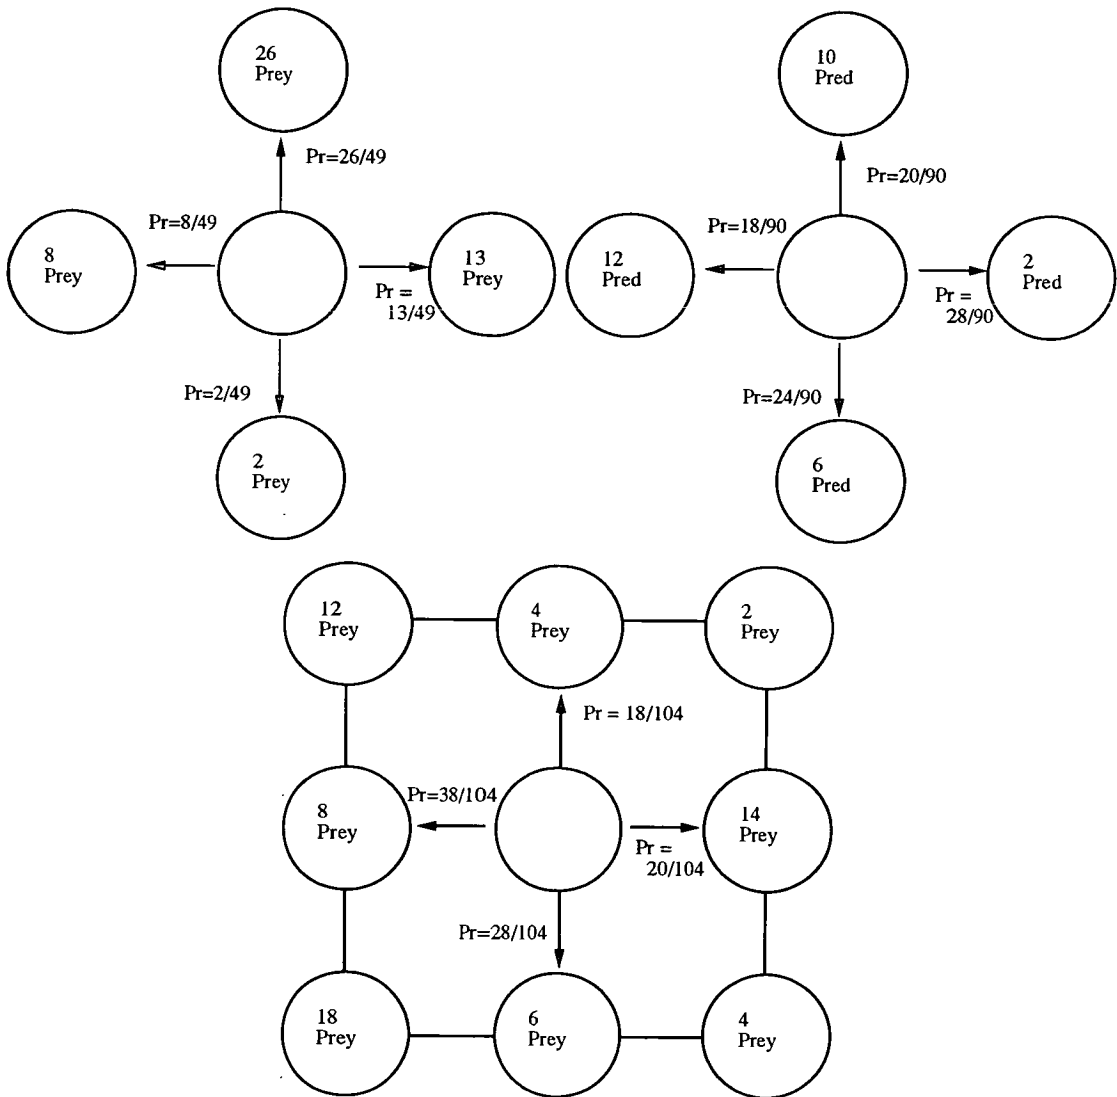 26
Prey
Pr=26/49
Pr=8/49
8
Prey
13
Prey
Pr =
13/49
Pr=2/49
2
Prey
10
Pred
Pr=20/90
Pr=18/90
12
Pred
2
Pred
Pr =
28/90
Pr=24/90
6
Pred
12
Prey
4
Prey
2
Prey
Pr = 18/104
8
Prey
Pr=38/104
14
Prey
Pr =
20/104
Pr=28/104
18
Prey
6
Prey
4
Prey